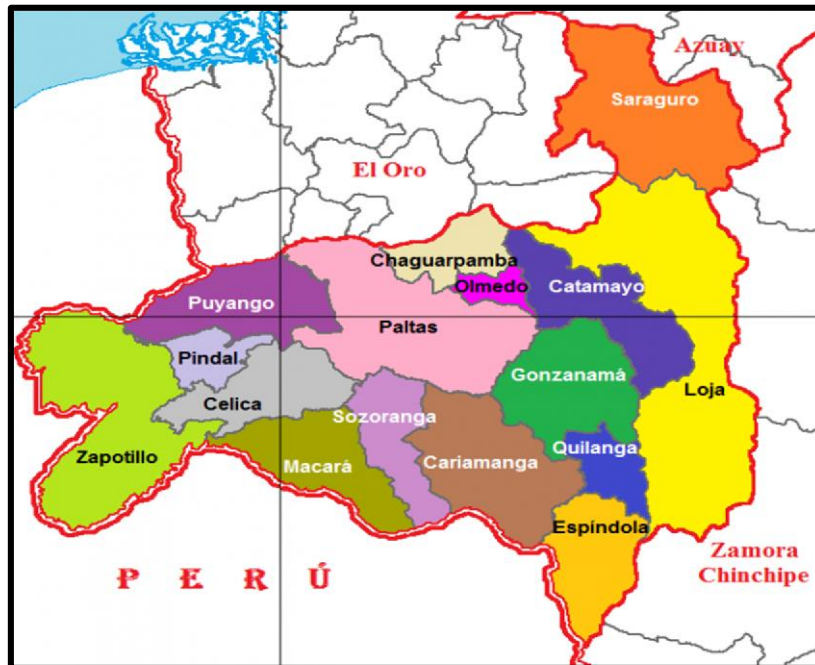 Azuay
Saraguro
El Oro
Chaguarpamba
Olmedo
Catamayo
Puyango
Paltas
Pindal
Gonzanamá
Loja
Celica
Sozoranga
Quilanga
Zapotillo
Macará
Cariamanga
Espíndola
Zamora
Chinchipe
P E R Ú